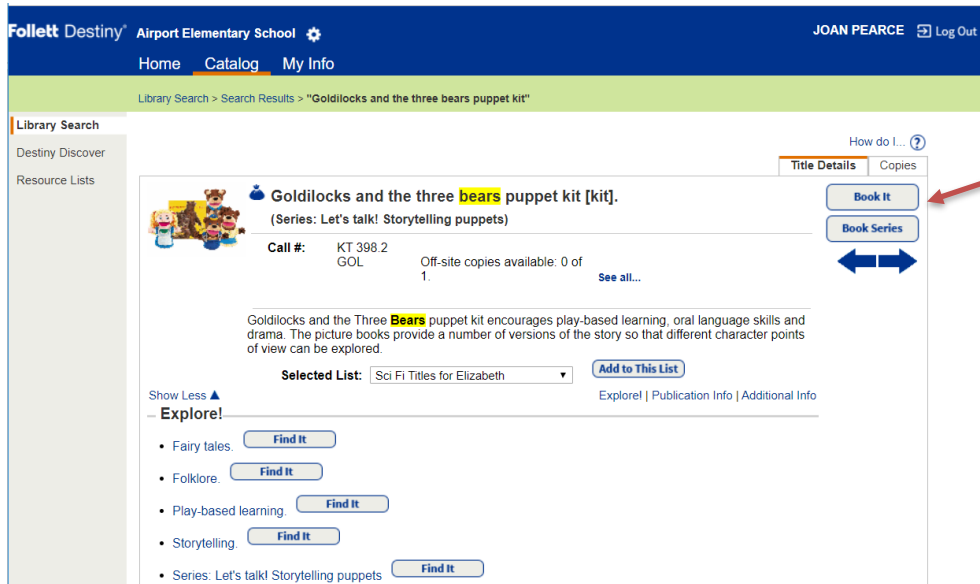 Follett Destiny® Airport Elementary School
JOAN PEARCE Log Out
Home Catalog My Info
Library Search > Search Results > "Goldilocks and the three bears puppet kit"
Library Search
Destiny Discover
Resource Lists
How do I... ?
Title Details Copies
Goldilocks and the three bears puppet kit [kit].
(Series: Let's talk! Storytelling puppets)
Book It
Book Series
Call #: KT 398.2
GOL Off-site copies available: 0 of
1. See all...
Goldilocks and the Three Bears puppet kit encourages play-based learning, oral language skills and
drama. The picture books provide a number of versions of the story so that different character points
of view can be explored.
Selected List: Sci Fi Titles for Elizabeth Add to This List
Show Less Explore! | Publication Info | Additional Info
Explore!
• Fairy tales. Find It
• Folklore. Find It
• Play-based learning. Find It
• Storytelling. Find It
• Series: Let's talk! Storytelling puppets Find It